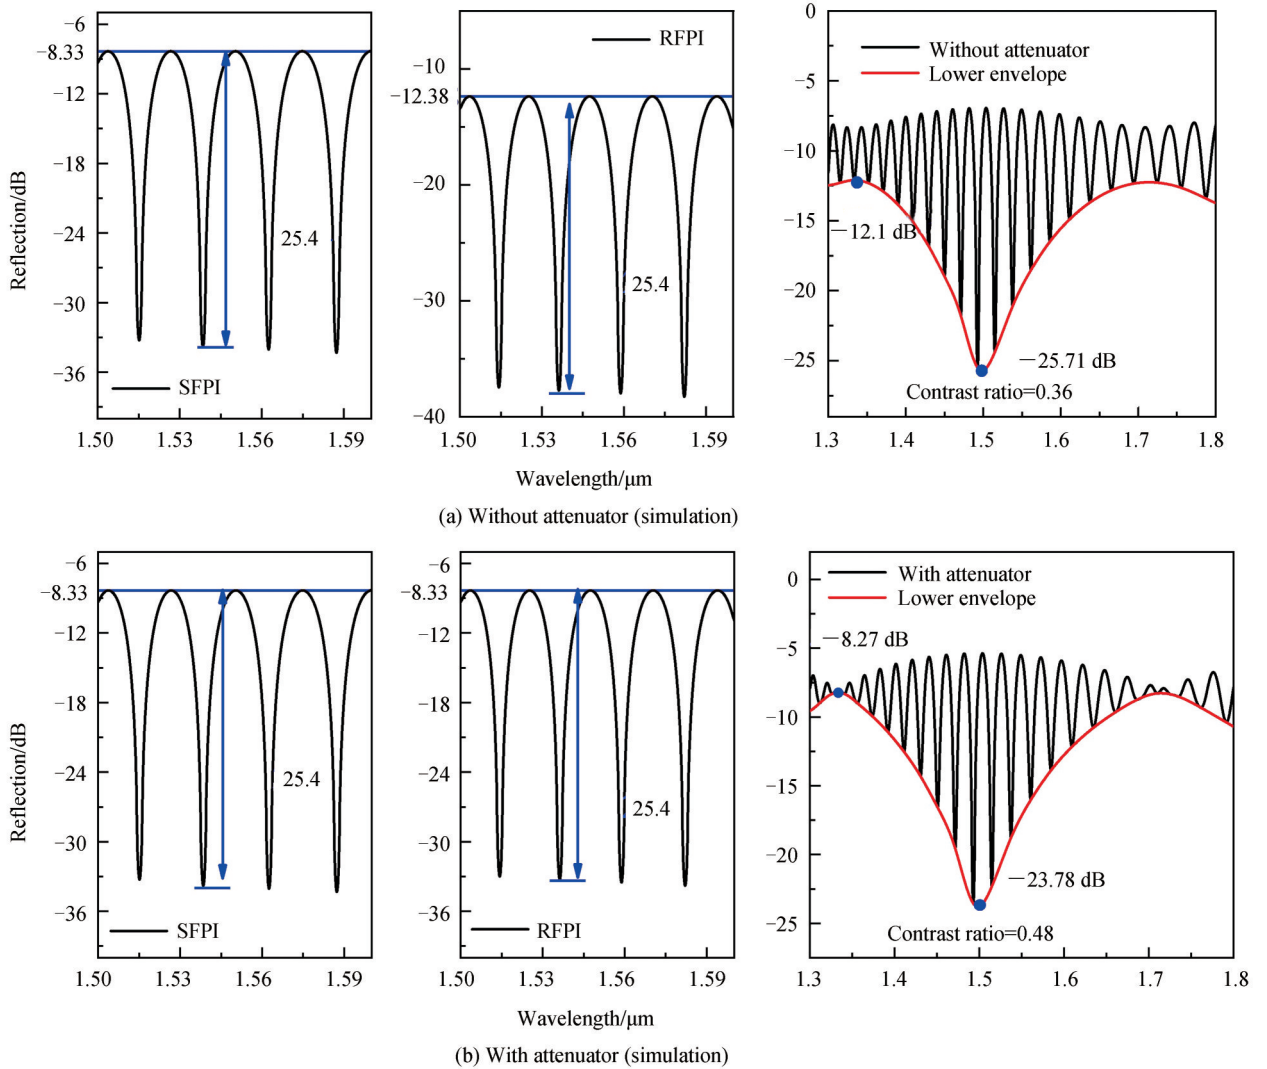 −6
−8.33
−12
−18
−24
−30
−36
Reflection/dB
25.4
SFPI
1.50 1.53 1.56 1.59
RFPI
−10
−12.38
−20
−30
−40
25.4
1.50 1.53 1.56 1.59
0
−5
−10
−15
−20
−25
Without attenuator
Lower envelope
−12.1 dB
−25.71 dB
Contrast ratio=0.36
1.3 1.4 1.5 1.6 1.7 1.8
Wavelength/μm
(a) Without attenuator (simulation)
−6
−8.33
−12
−18
−24
−30
−36
Reflection/dB
25.4
SFPI
1.50 1.53 1.56 1.59
−6
−8.33
−12
−18
−24
−30
−36
25.4
RFPI
1.50 1.53 1.56 1.59
0
−5
−10
−15
−20
−25
With attenuator
Lower envelope
−8.27 dB
−23.78 dB
Contrast ratio=0.48
1.3 1.4 1.5 1.6 1.7 1.8
Wavelength/μm
(b) With attenuator (simulation)